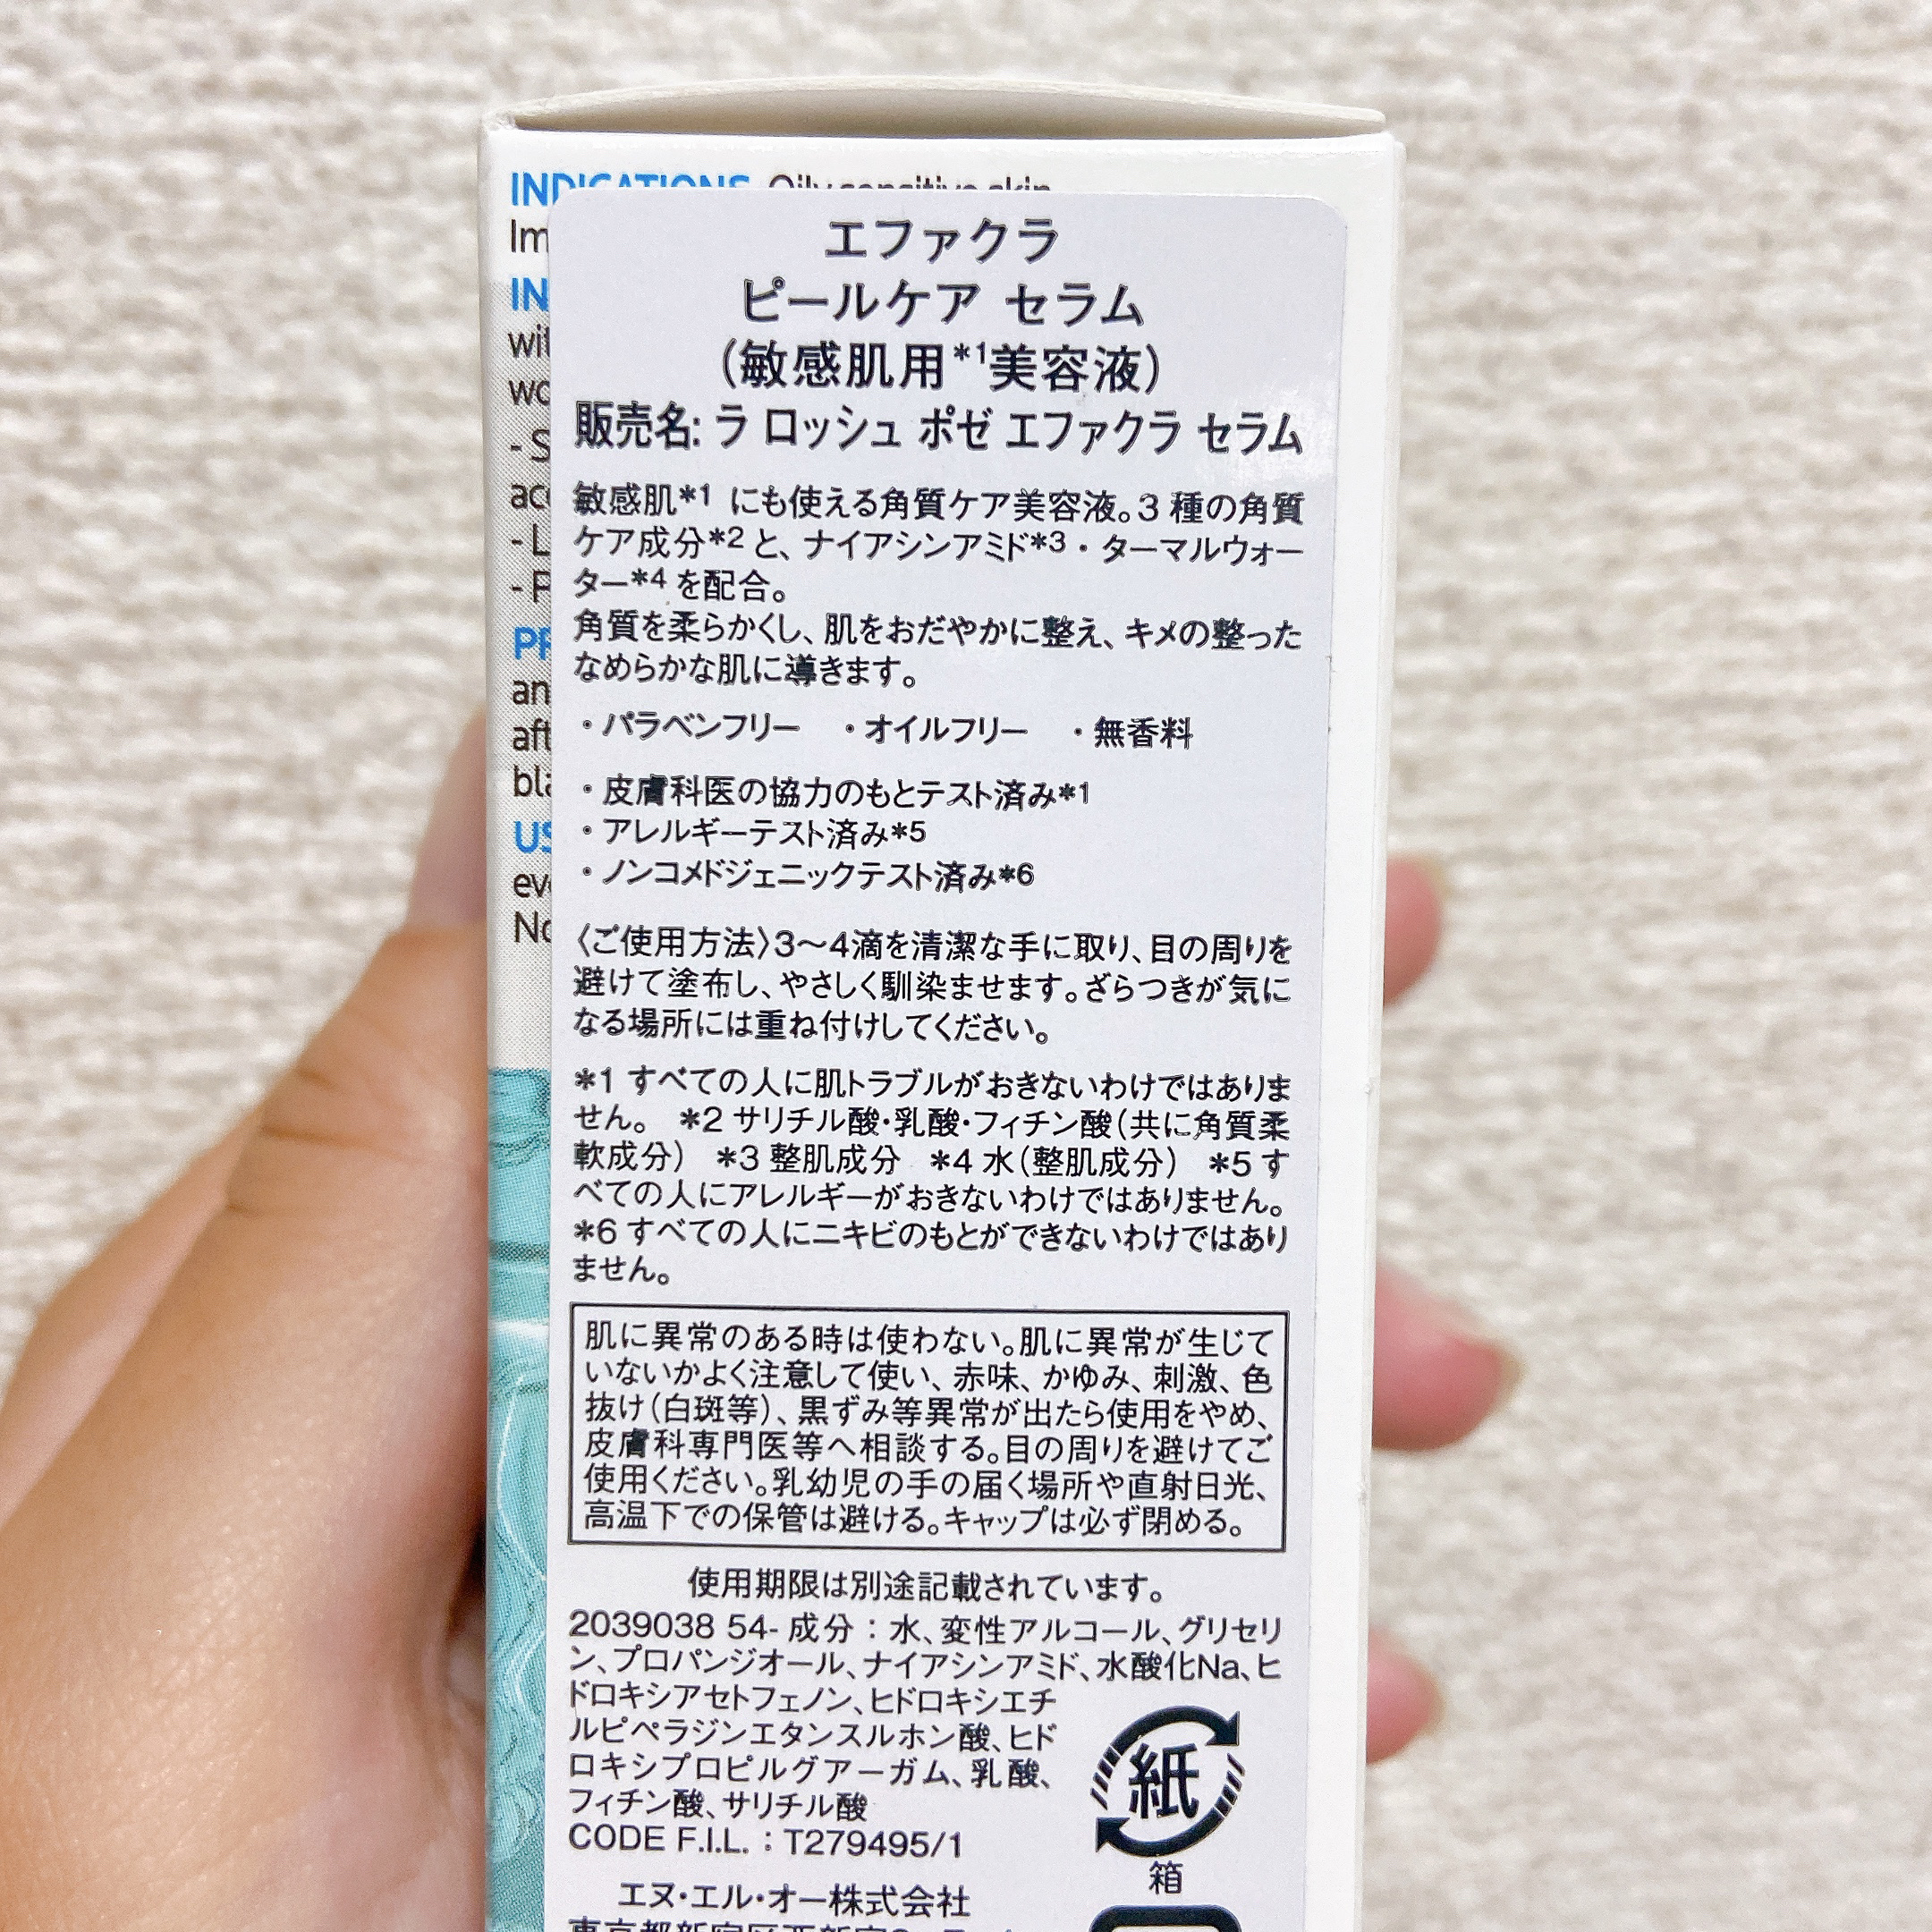 INDICATIONS Oily sensitive skin
Im
IN
エファクラ
ピールケア セラム
(敏感肌用*1美容液)
販売名: ラ ロッシュ ポゼ エファクラ セラム
敏感肌*1 にも使える角質ケア美容液。3 種の角質
ケア成分*2 と、ナイアシンアミド*3・ターマルウォー
ター*4 を配合。
角質を柔らかくし、肌をおだやかに整え、キメの整った
なめらかな肌に導きます。
・パラベンフリー ・オイルフリー ・無香料
・皮膚科医の協力のもとテスト済み*1
・アレルギーテスト済み*5
・ノンコメドジェニックテスト済み*6
〈ご使用方法〉3〜4滴を清潔な手に取り、目の周りを
避けて塗布し、やさしく馴染ませます。ざらつきが気に
なる場所には重ね付けしてください。
*1 すべての人に肌トラブルがおきないわけではありま
せん。 *2 サリチル酸・乳酸・フィチン酸(共に角質柔
軟成分) *3 整肌成分 *4 水(整肌成分) *5 す
べての人にアレルギーがおきないわけではありません。
*6 すべての人にニキビのもとができないわけではあり
ません。
肌に異常のある時は使わない。肌に異常が生じて
いないかよく注意して使い、赤味、かゆみ、刺激、色
抜け(白斑等)、黒ずみ等異常が出たら使用をやめ、
皮膚科専門医等へ相談する。目の周りを避けてご
使用ください。乳幼児の手の届く場所や直射日光、
高温下での保管は避ける。キャップは必ず閉める。
使用期限は別途記載されています。
2039038 54- 成分：水、変性アルコール、グリセリ
ン、プロパンジオール、ナイアシンアミド、水酸化Na、ヒ
ドロキシアセトフェノン、ヒドロキシエチ
ルピペラジンエタンスルホン酸、ヒド
ロキシプロピルグアーガム、乳酸、
フィチン酸、サリチル酸
CODE F.I.L.：T279495/1
紙
箱
エヌ・エル・オー株式会社